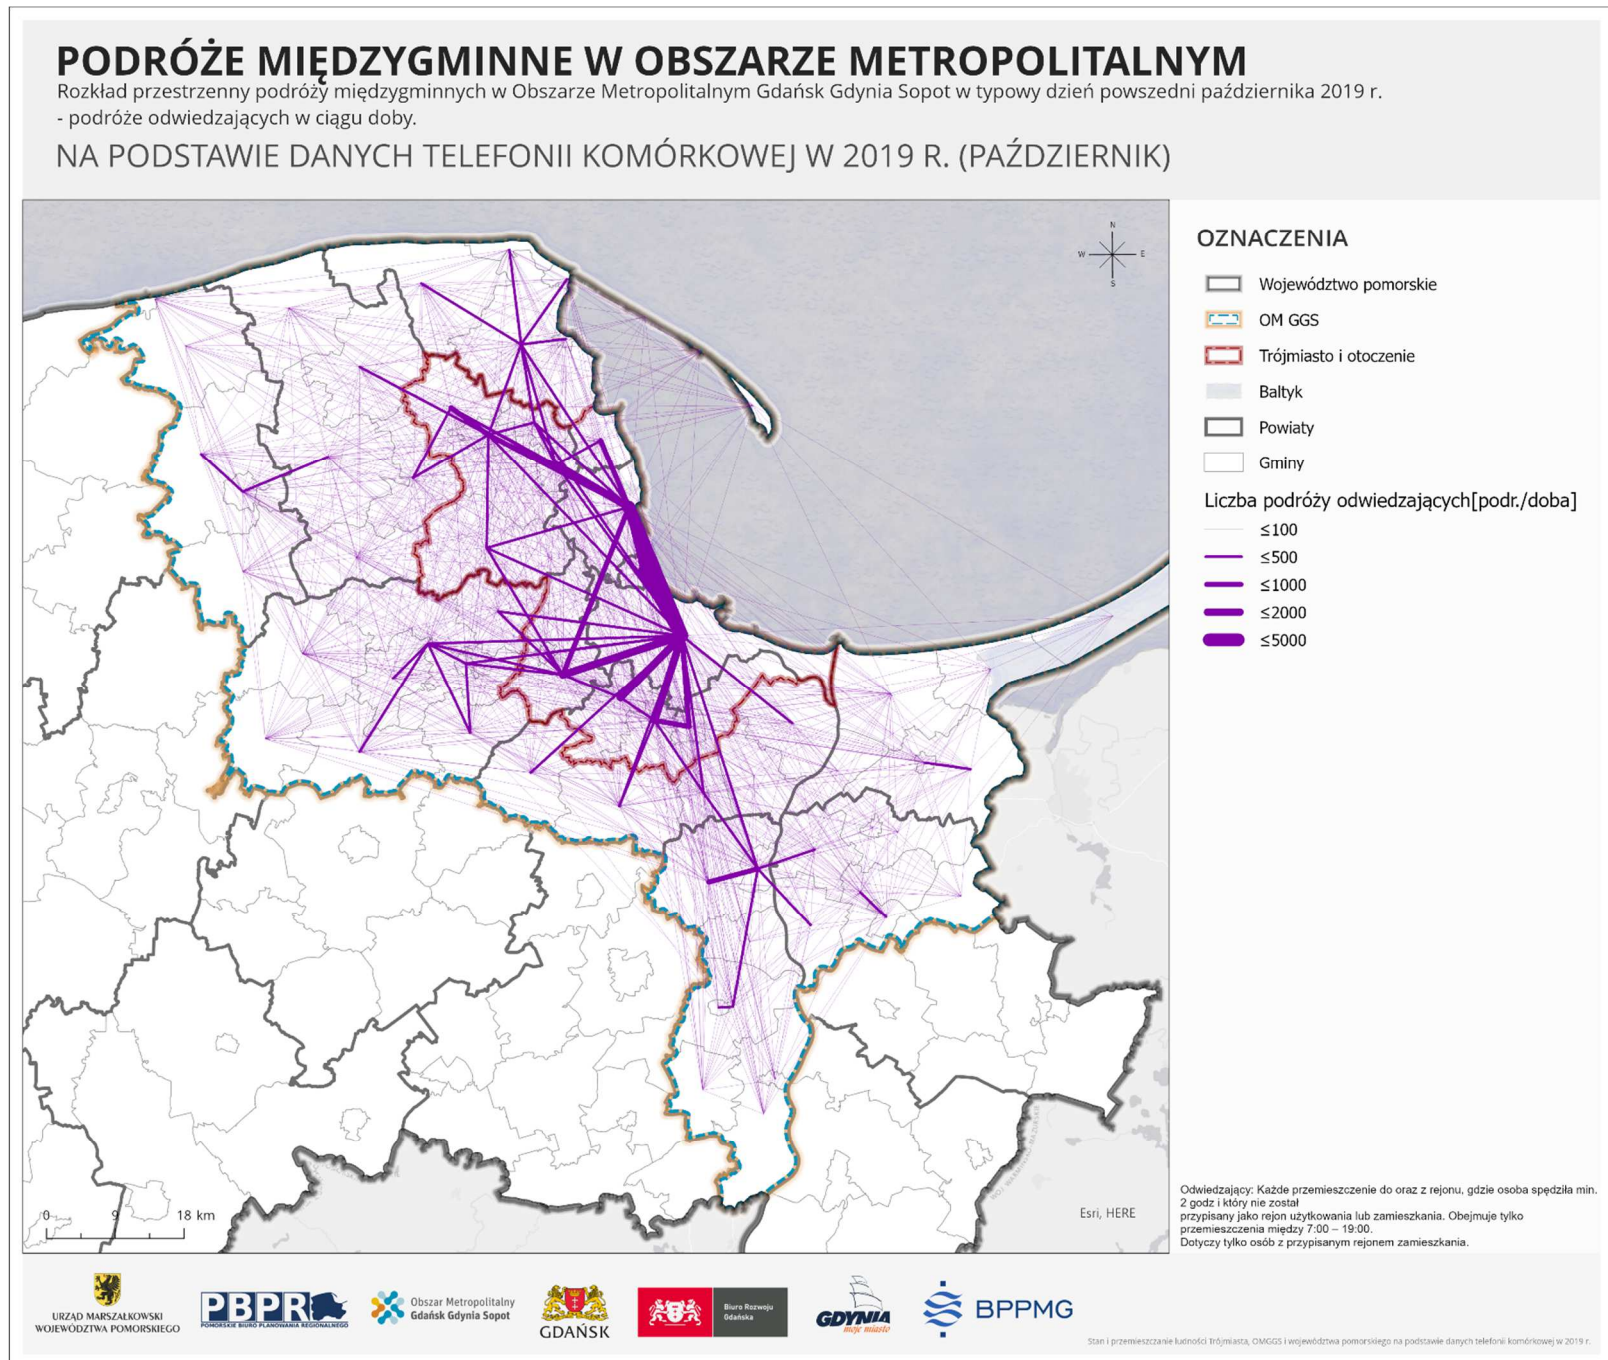 PODRÓŻE MIĘDZYGMINNE W OBSZARZE METROPOLITALNYM
Rozkład przestrzenny podróży międzygminnych w Obszarze Metropolitalnym Gdańsk Gdynia Sopot w typowy dzień powszedni października 2019 r.
- podróże odwiedzających w ciągu doby.
NA PODSTAWIE DANYCH TELEFONII KOMÓRKOWEJ W 2019 R. (PAŹDZIERNIK)
N
W E
S
OZNACZENIA
Województwo pomorskie
OM GGS
Trójmiasto i otoczenie
Bałtyk
Powiaty
Gminy
Liczba podróży odwiedzających[podr./doba]
≤100
≤500
≤1000
≤2000
≤5000
0 9 18 km
Esri, HERE
Odwiedzający: Każde przemieszczenie do oraz z rejonu, gdzie osoba spędziła min.
2 godz i który nie został
przypisany jako rejon użytkowania lub zamieszkania. Obejmuje tylko
przemieszczenia między 7:00 – 19:00.
Dotyczy tylko osób z przypisanym rejonem zamieszkania.
URZĄD MARSZAŁKOWSKI
WOJEWÓDZTWA POMORSKIEGO
PBPR
POMORSKIE BIURO PLANOWANIA REGIONALNEGO
Obszar Metropolitalny
Gdańsk Gdynia Sopot
GDAŃSK
Biuro Rozwoju
Gdańska
GDYNIA
moje miasto
BPPMG
Stan i przemieszczanie ludności Trójmiasta, OMGGS i województwa pomorskiego na podstawie danych telefonii komórkowej w 2019 r.